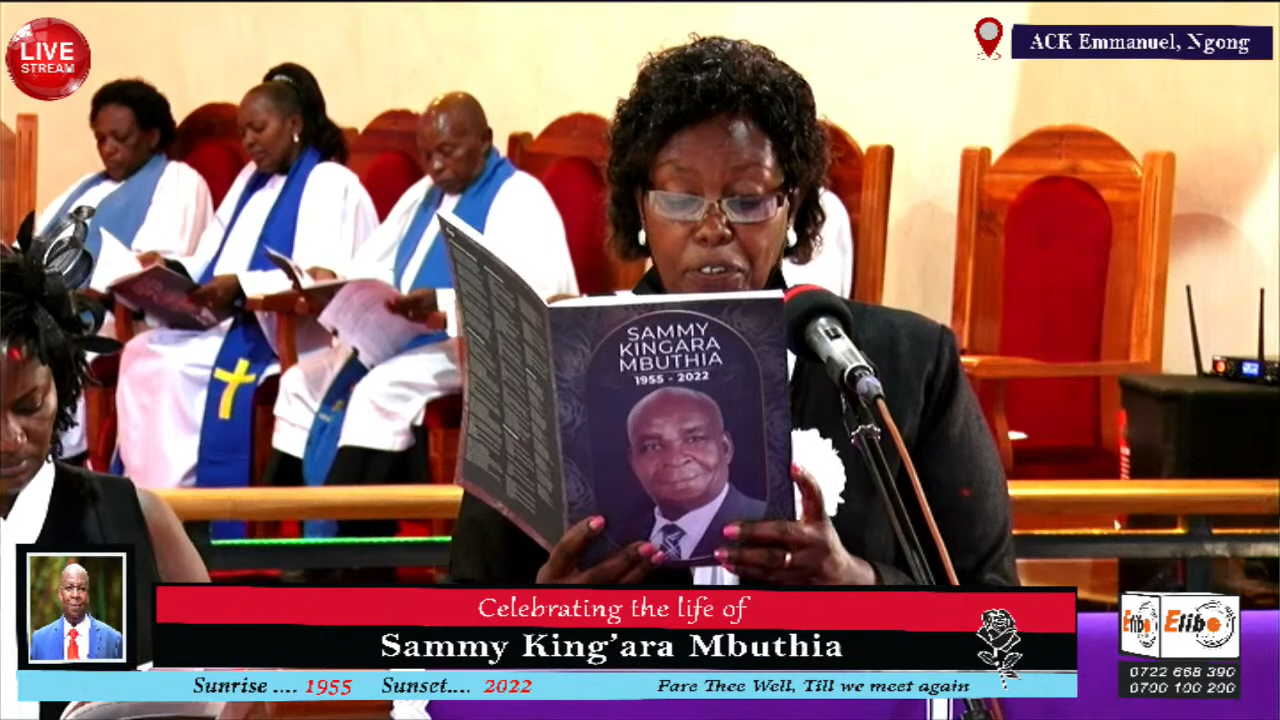 LIVE
STREAM
ACK Emmanuel, Ngong
SAMMY
KINGARA
MBUTHIA
1955 - 2022
Celebrating the life of
Sammy King'ara Mbuthia
Sunrise .... 1955 Sunset.... 2022 Fare Thee Well, Till we meet again
Elibo
Elibo
0722 668 390
0700 100 200